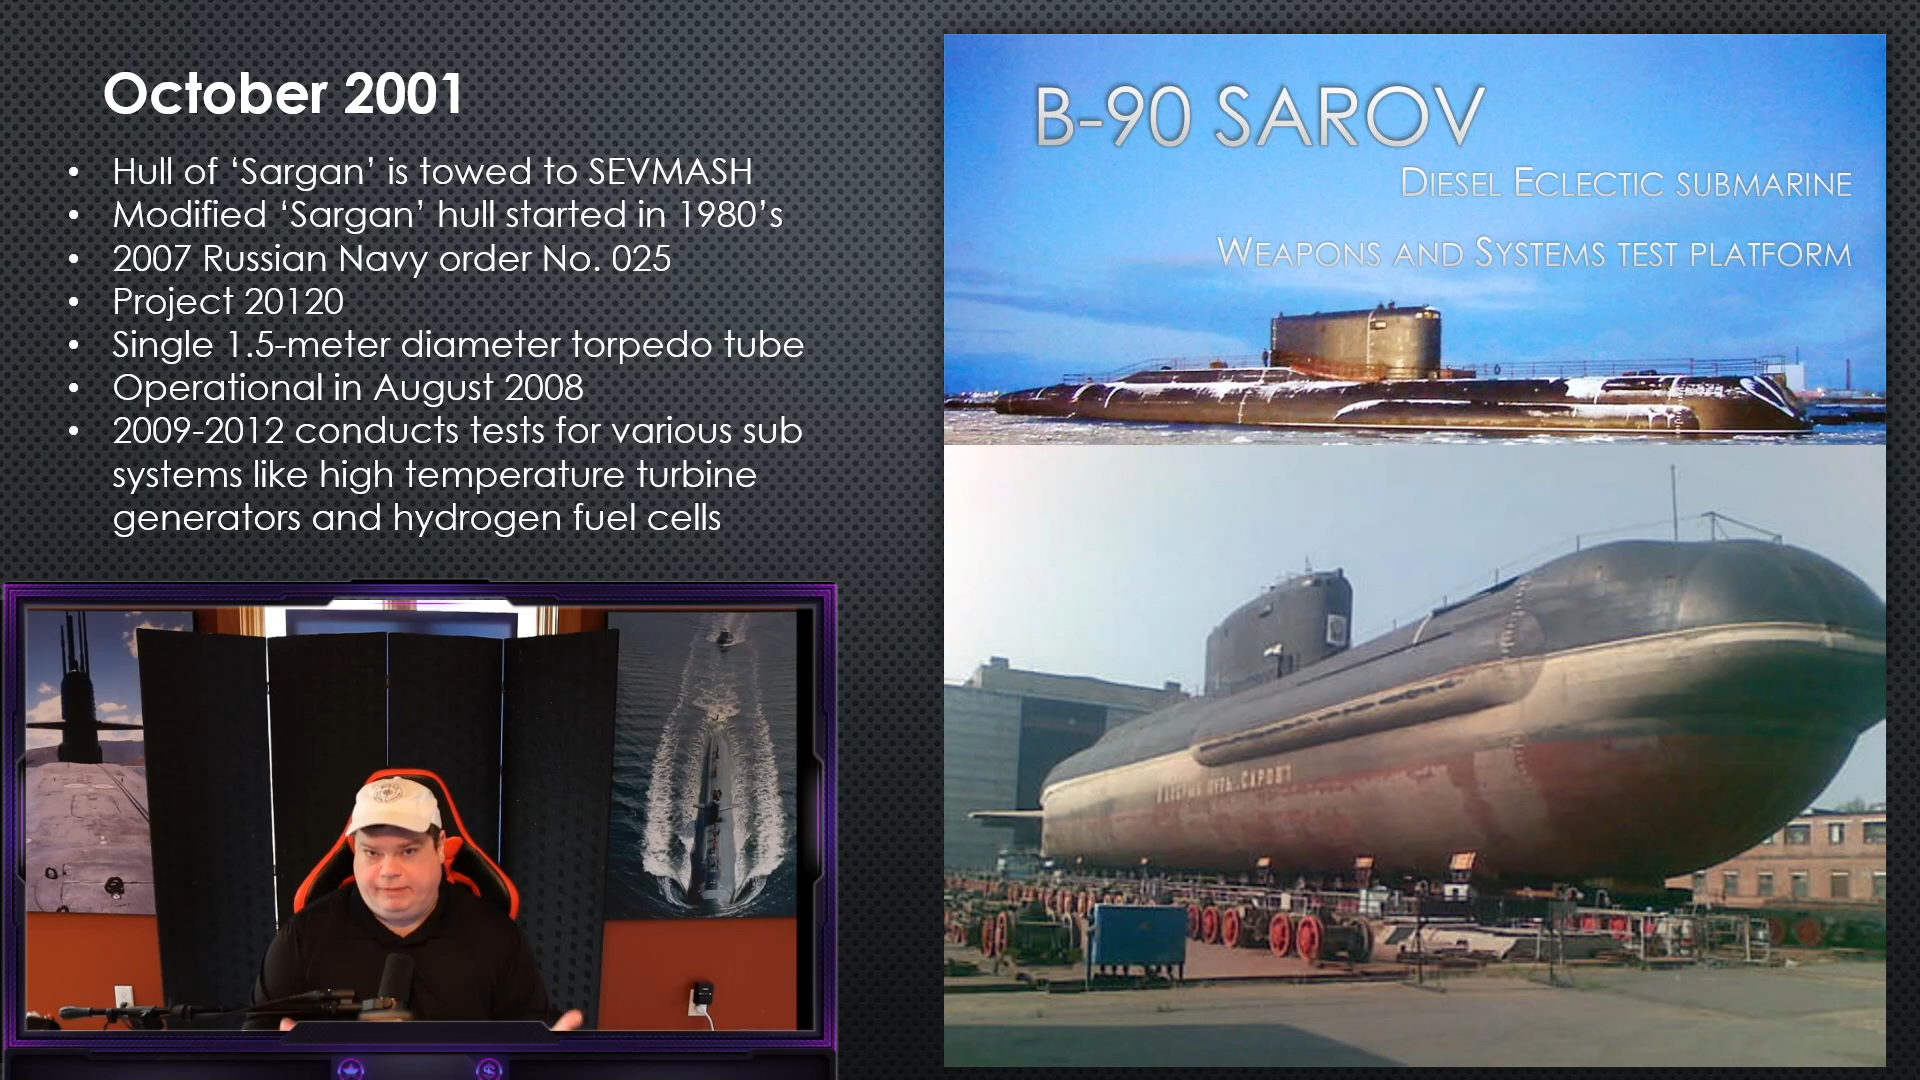 October 2001
• Hull of ‘Sargan’ is towed to SEVMASH
• Modified ‘Sargan’ hull started in 1980’s
• 2007 Russian Navy order No. 025
• Project 20120
• Single 1.5-meter diameter torpedo tube
• Operational in August 2008
• 2009-2012 conducts tests for various sub
systems like high temperature turbine
generators and hydrogen fuel cells
B-90 SAROV
DIESEL ECLECTIC SUBMARINE
WEAPONS AND SYSTEMS TEST PLATFORM
ПУТЬ „САРОВ"